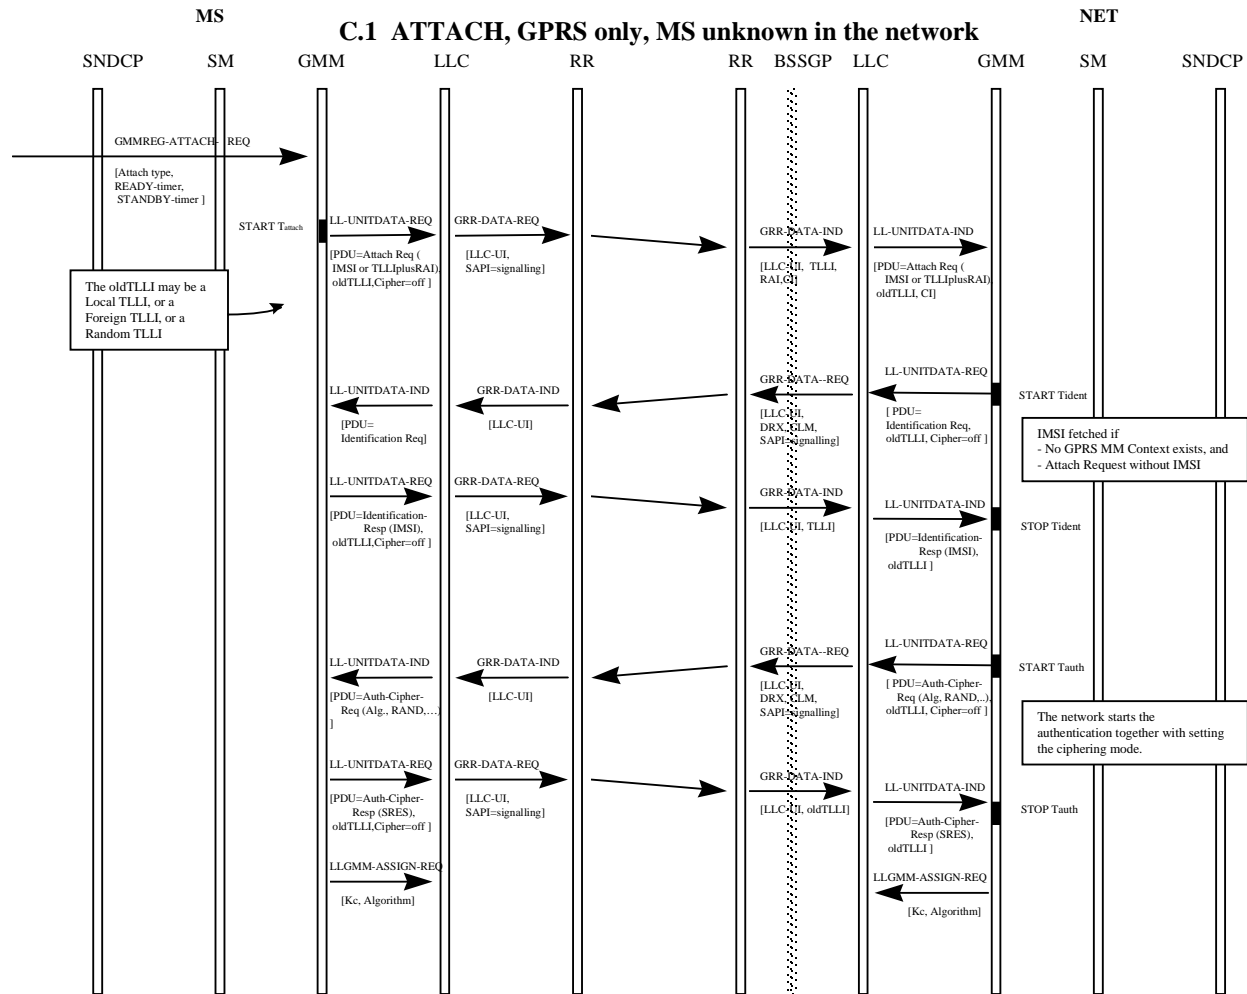 MS
NET
C.1 ATTACH, GPRS only, MS unknown in the network
SNDCP SM GMM LLC RR RR BSSGP LLC GMM SM SNDCP
GMMREG-ATTACH- REQ
[Attach type,
READY-timer,
STANDBY-timer ]
START Tattach
LL-UNITDATA-REQ
[PDU=Attach Req (
IMSI or TLLIplusRAI),
oldTLLI,Cipher=off ]
GRR-DATA-REQ
[LLC-UI,
SAPI=signalling]
GRR-DATA-IND
[LLC-UI, TLLI,
RAI,CI]
LL-UNITDATA-IND
[PDU=Attach Req (
IMSI or TLLIplusRAI),
oldTLLI, CI]
The oldTLLI may be a
Local TLLI, or a
Foreign TLLI, or a
Random TLLI
LL-UNITDATA-IND
[PDU=
Identification Req]
GRR-DATA-IND
[LLC-UI]
GRR-DATA--REQ
[LLC-UI,
DRX, CLM,
SAPI=signalling]
LL-UNITDATA-REQ
[ PDU=
Identification Req,
oldTLLI, Cipher=off ]
START Tident
IMSI fetched if
- No GPRS MM Context exists, and
- Attach Request without IMSI
LL-UNITDATA-REQ
[PDU=Identification-
Resp (IMSI),
oldTLLI,Cipher=off ]
GRR-DATA-REQ
[LLC-UI,
SAPI=signalling]
GRR-DATA-IND
[LLC-UI, TLLI]
LL-UNITDATA-IND
[PDU=Identification-
Resp (IMSI),
oldTLLI ]
STOP Tident
LL-UNITDATA-IND
[PDU=Auth-Cipher-
Req (Alg., RAND,...)
]
GRR-DATA-IND
[LLC-UI]
GRR-DATA--REQ
[LLC-UI,
DRX, CLM,
SAPI=signalling]
LL-UNITDATA-REQ
[ PDU=Auth-Cipher-
Req (Alg, RAND,..),
oldTLLI, Cipher=off ]
START Tauth
The network starts the
authentication together with setting
the ciphering mode.
LL-UNITDATA-REQ
[PDU=Auth-Cipher-
Resp (SRES),
oldTLLI,Cipher=off ]
GRR-DATA-REQ
[LLC-UI,
SAPI=signalling]
GRR-DATA-IND
[LLC-UI, oldTLLI]
LL-UNITDATA-IND
[PDU=Auth-Cipher-
Resp (SRES),
oldTLLI ]
STOP Tauth
LLGMM-ASSIGN-REQ
[Kc, Algorithm]
LLGMM-ASSIGN-REQ
[Kc, Algorithm]